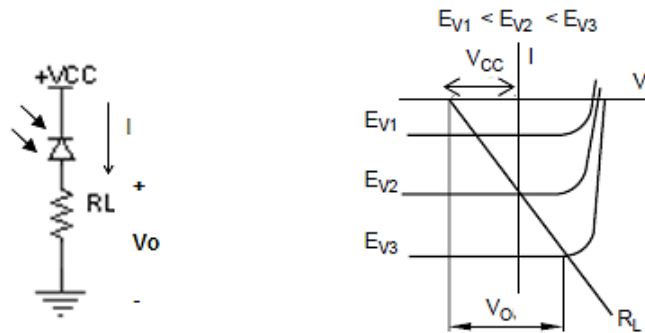 +VCC
I
RL
+
Vo
-
EV1 < EV2 < EV3
VCC
I
V
EV1
EV2
EV3
VO
RL